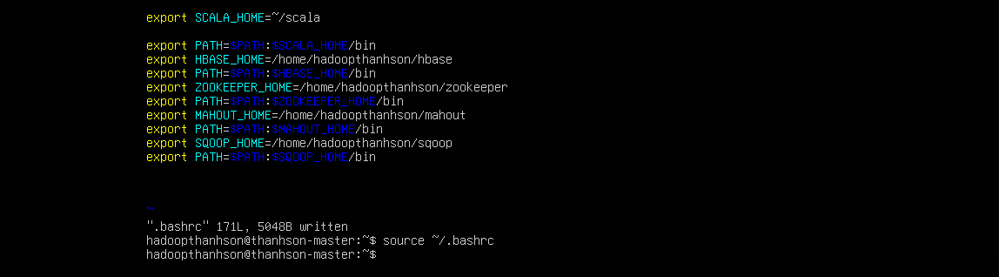 export SCALA_HOME=~/scala
export PATH=$PATH:$SCALA_HOME/bin
export HBASE_HOME=/home/hadoopthanhson/hbase
export PATH=$PATH:$HBASE_HOME/bin
export ZOOKEEPER_HOME=/home/hadoopthanhson/zookeeper
export PATH=$PATH:$ZOOKEEPER_HOME/bin
export MAHOUT_HOME=/home/hadoopthanhson/mahout
export PATH=$PATH:$MAHOUT_HOME/bin
export SQOOP_HOME=/home/hadoopthanhson/sqoop
export PATH=$PATH:$SQOOP_HOME/bin
~
".bashrc" 171L, 5048B written
hadoopthanhson@thanhson-master:~$ source ~/.bashrc
hadoopthanhson@thanhson-master:~$